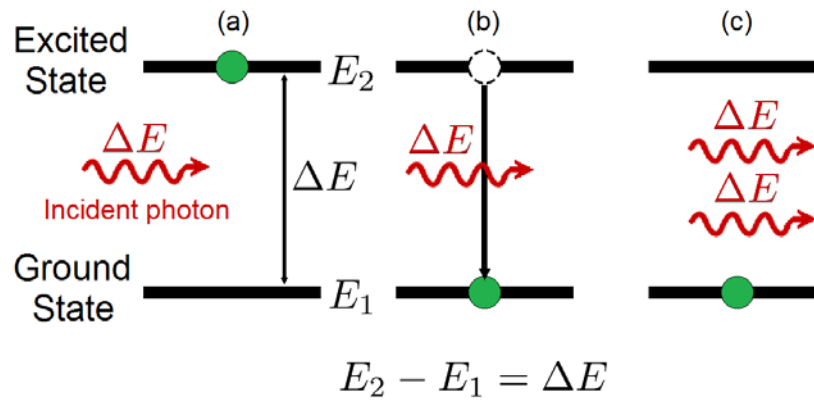 (a) (b) (c)
Excited
State
E₂
ΔE ΔE ΔE
ΔE
ΔE
Incident photon
Ground
State
E₁
E₂ − E₁ = ΔE